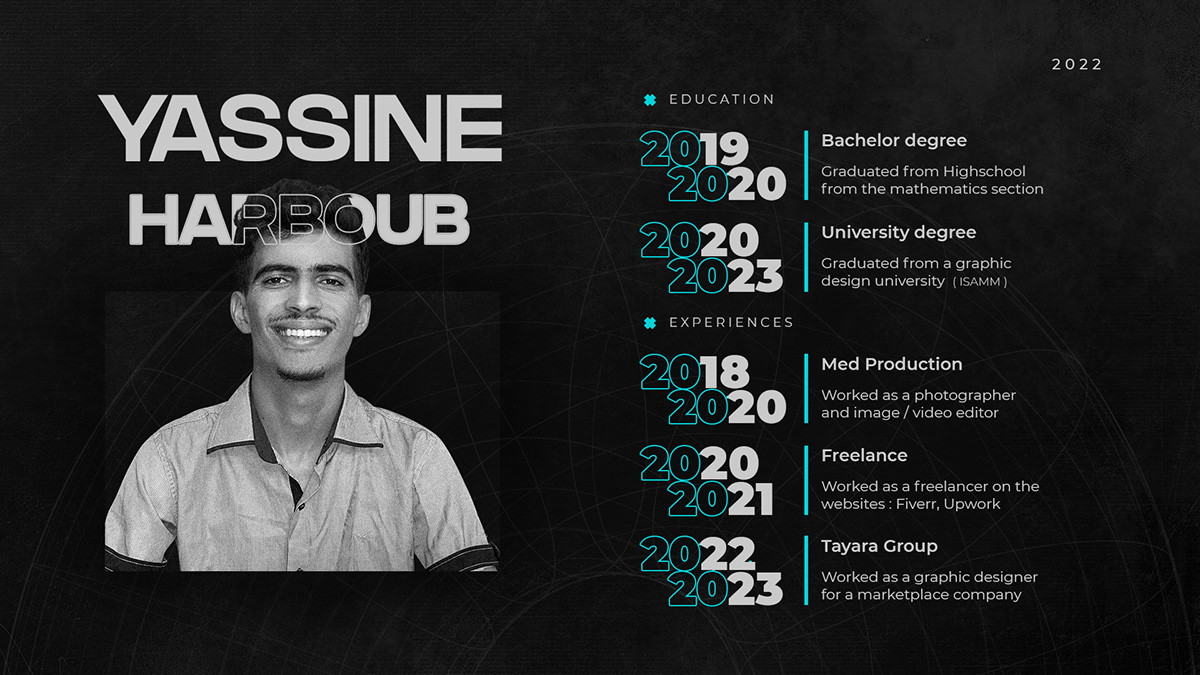 2022
YASSINE
HARBOUB
EDUCATION
2019
2020
Bachelor degree
Graduated from Highschool
from the mathematics section
2020
2023
University degree
Graduated from a graphic
design university ( ISAMM )
EXPERIENCES
2018
2020
Med Production
Worked as a photographer
and image / video editor
2020
2021
Freelance
Worked as a freelancer on the
websites : Fiverr, Upwork
2022
2023
Tayara Group
Worked as a graphic designer
for a marketplace company